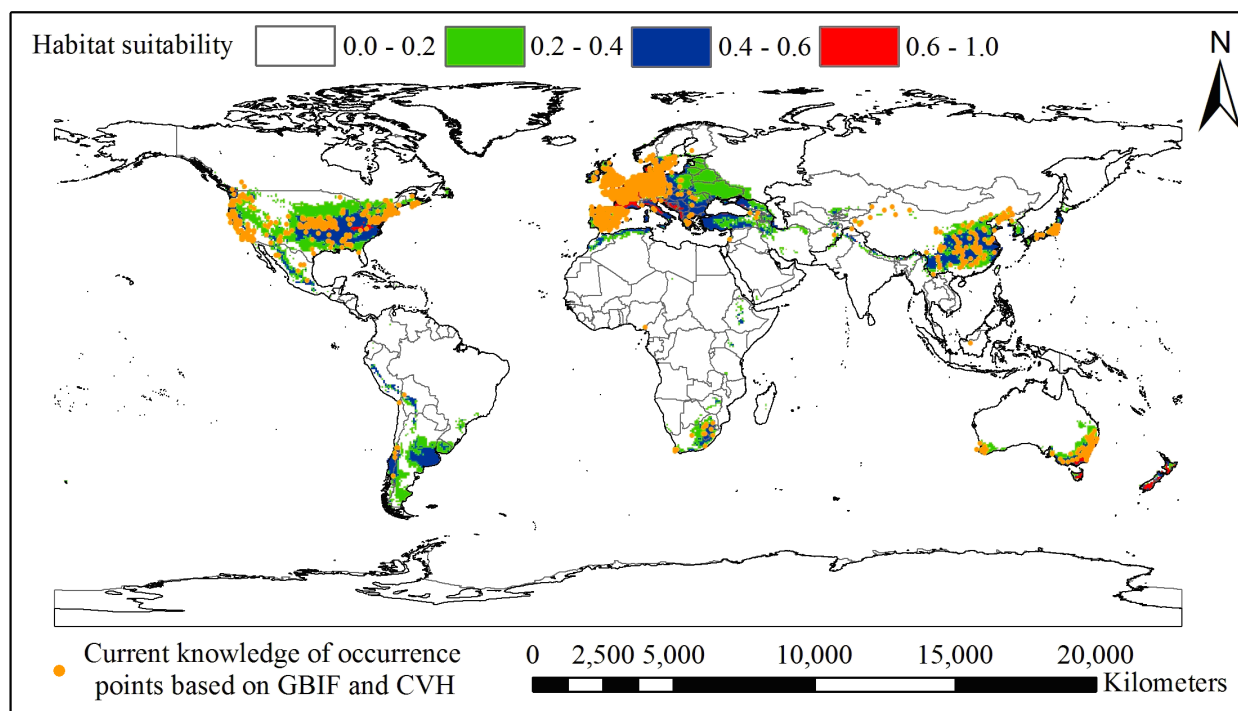 Habitat suitability 0.0 - 0.2 0.2 - 0.4 0.4 - 0.6 0.6 - 1.0
N
Current knowledge of occurrence
points based on GBIF and CVH
0 2,500 5,000 10,000 15,000 20,000
Kilometers